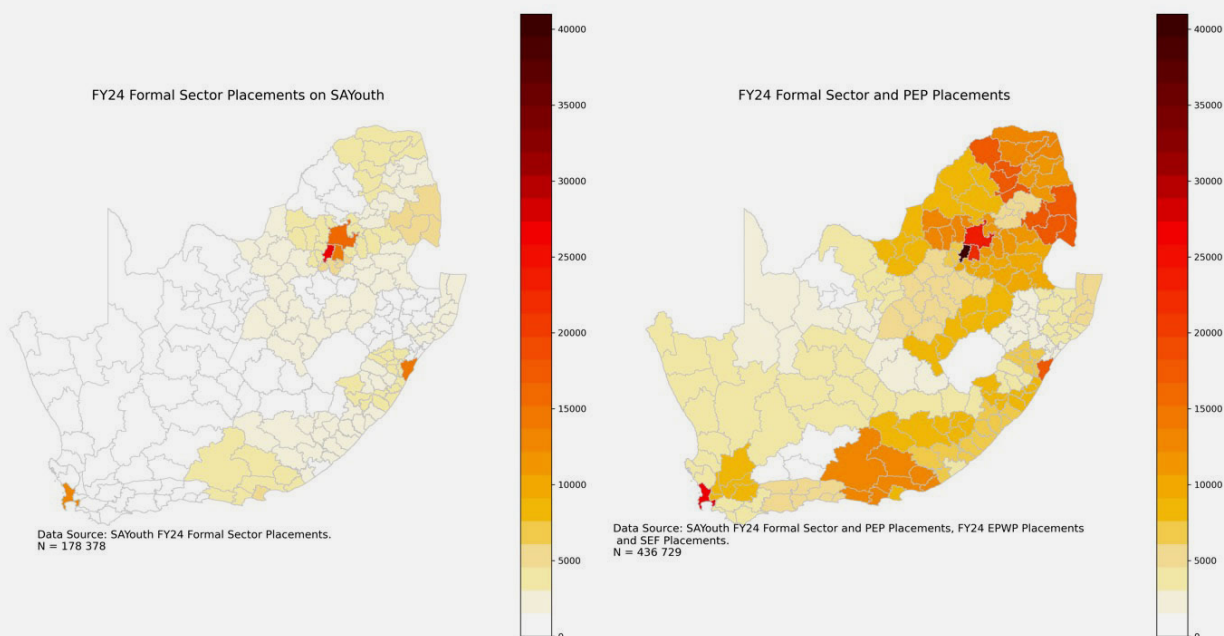 FY24 Formal Sector Placements on SAYouth
40000
35000
30000
25000
20000
15000
10000
5000
0
Data Source: SAYouth FY24 Formal Sector Placements.
N = 178 378
FY24 Formal Sector and PEP Placements
40000
35000
30000
25000
20000
15000
10000
5000
0
Data Source: SAYouth FY24 Formal Sector and PEP Placements, FY24 EPWP Placements
and SEF Placements.
N = 436 729